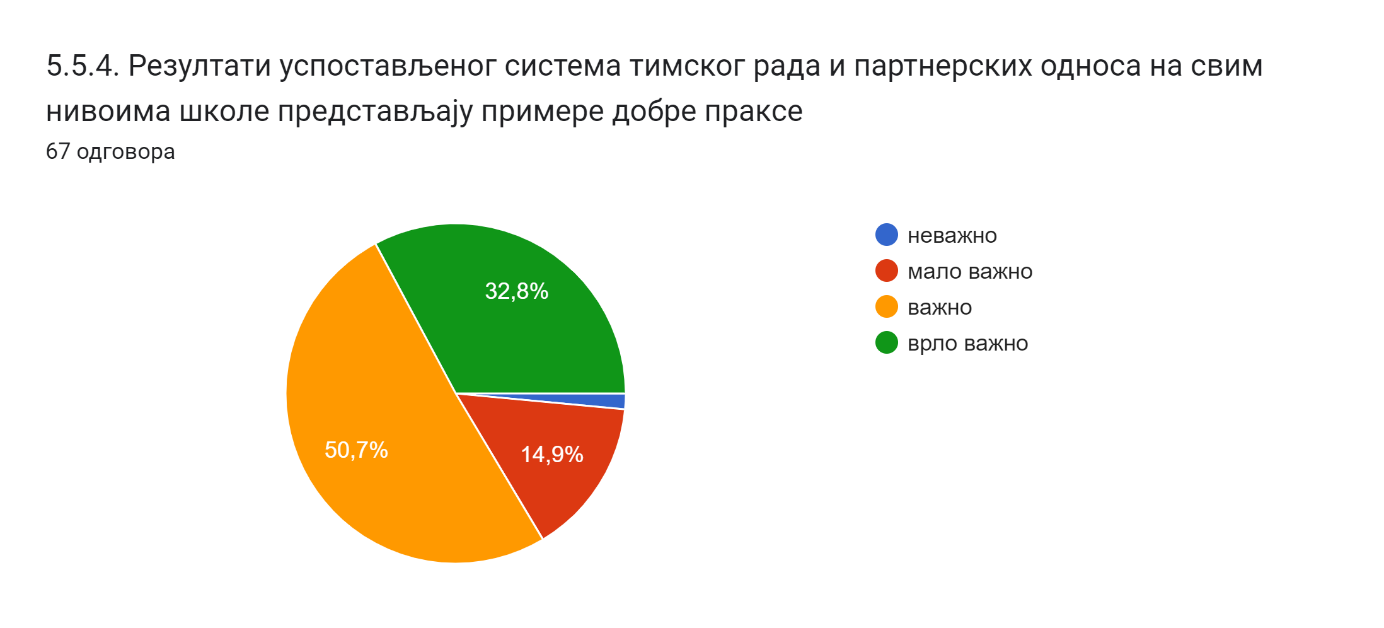 5.5.4. Резултати успостављеног система тимског рада и партнерских односа на свим
нивоима школе представљају примере добре праксе
67 одговора
неважно
мало важно
важно
врло важно
32,8%
50,7%
14,9%